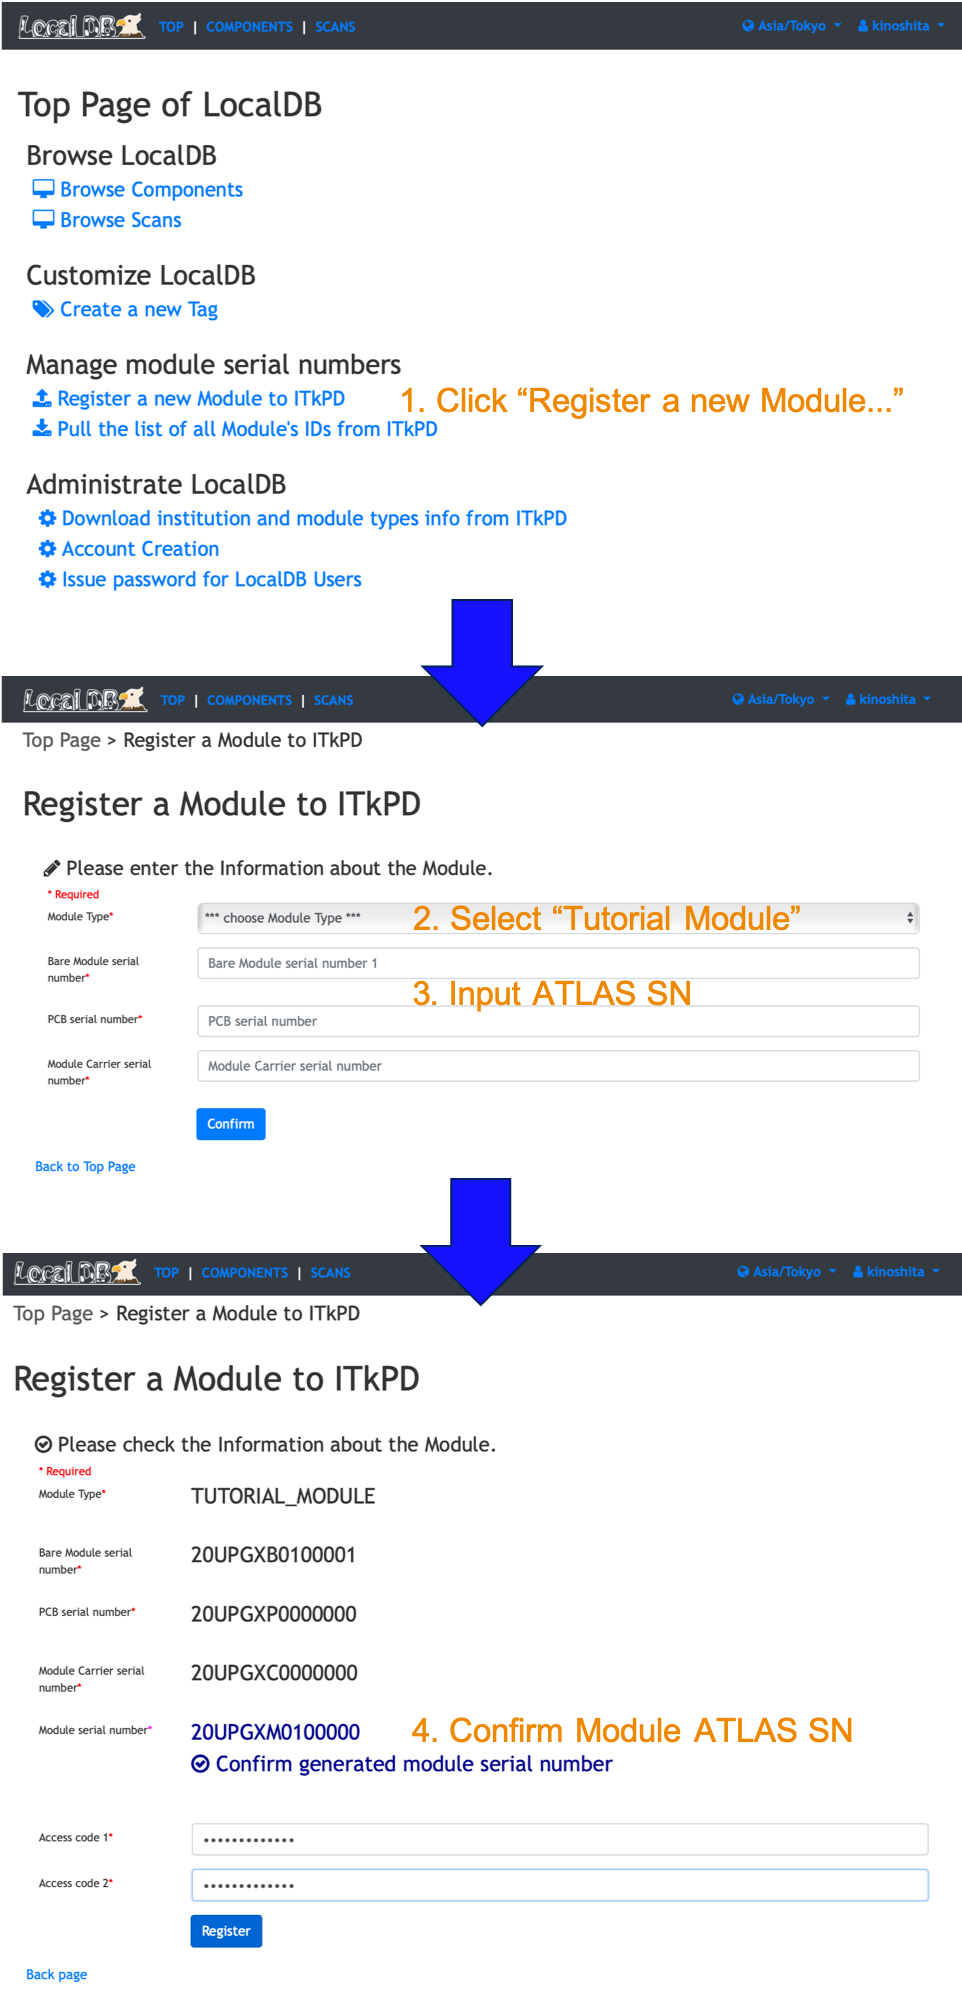 LocalDB TOP | COMPONENTS | SCANS Asia/Tokyo kinoshita
Top Page of LocalDB
Browse LocalDB
Browse Components
Browse Scans
Customize LocalDB
Create a new Tag
Manage module serial numbers
Register a new Module to ITkPD 1. Click “Register a new Module...”
Pull the list of all Module's IDs from ITkPD
Administrate LocalDB
Download institution and module types info from ITkPD
Account Creation
Issue password for LocalDB Users
LocalDB TOP | COMPONENTS | SCANS Asia/Tokyo kinoshita
Top Page > Register a Module to ITkPD
Register a Module to ITkPD
Please enter the Information about the Module.
* Required
Module Type* *** choose Module Type *** 2. Select “Tutorial Module”
Bare Module serial
number* Bare Module serial number 1
3. Input ATLAS SN
PCB serial number* PCB serial number
Module Carrier serial
number* Module Carrier serial number
Confirm
Back to Top Page
LocalDB TOP | COMPONENTS | SCANS Asia/Tokyo kinoshita
Top Page > Register a Module to ITkPD
Register a Module to ITkPD
Please check the Information about the Module.
* Required
Module Type* TUTORIAL_MODULE
Bare Module serial
number* 20UPGXB0100001
PCB serial number* 20UPGXP0000000
Module Carrier serial
number* 20UPGXC0000000
Module serial number* 20UPGXM0100000 4. Confirm Module ATLAS SN
Confirm generated module serial number
Access code 1* •••••••••••••
Access code 2* •••••••••••••
Register
Back page